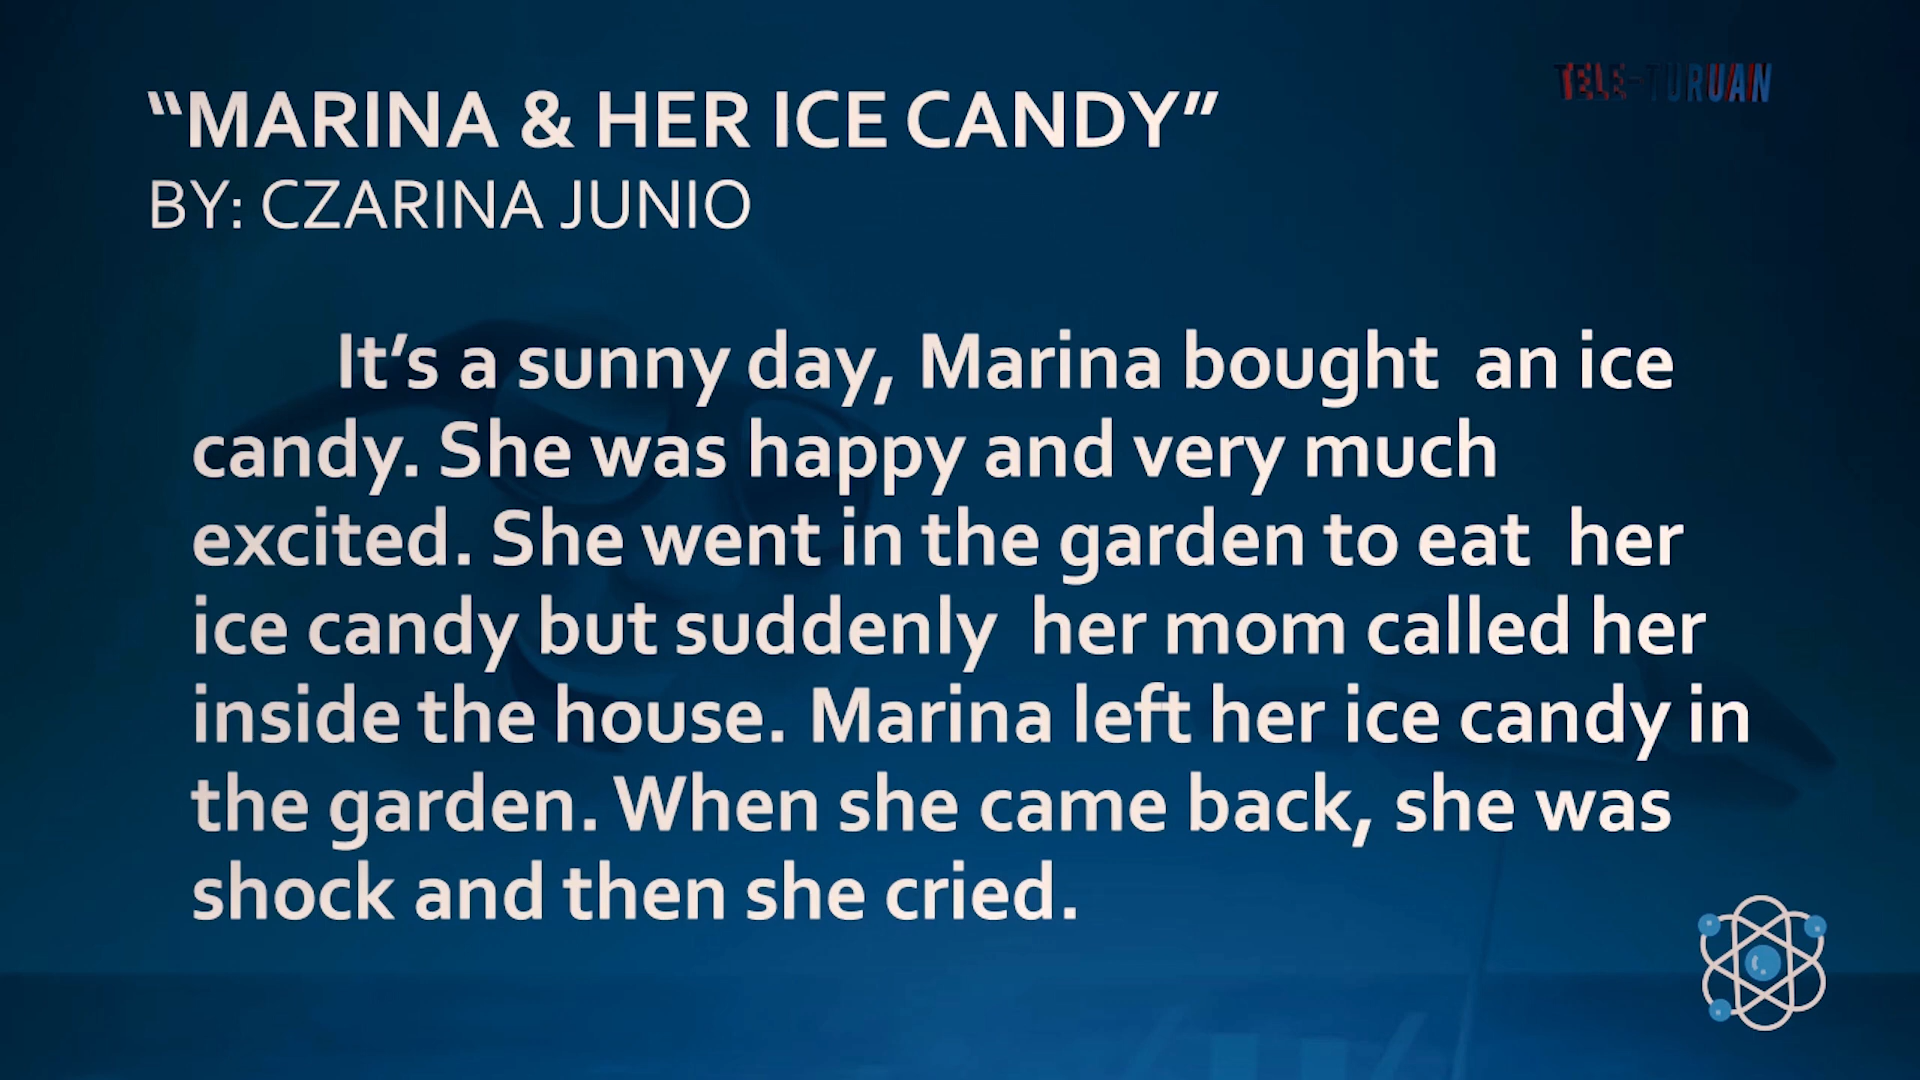 “MARINA & HER ICE CANDY”
BY: CZARINA JUNIO
TELE-TURUAN
It’s a sunny day, Marina bought an ice
candy. She was happy and very much
excited. She went in the garden to eat her
ice candy but suddenly her mom called her
inside the house. Marina left her ice candy in
the garden. When she came back, she was
shock and then she cried.